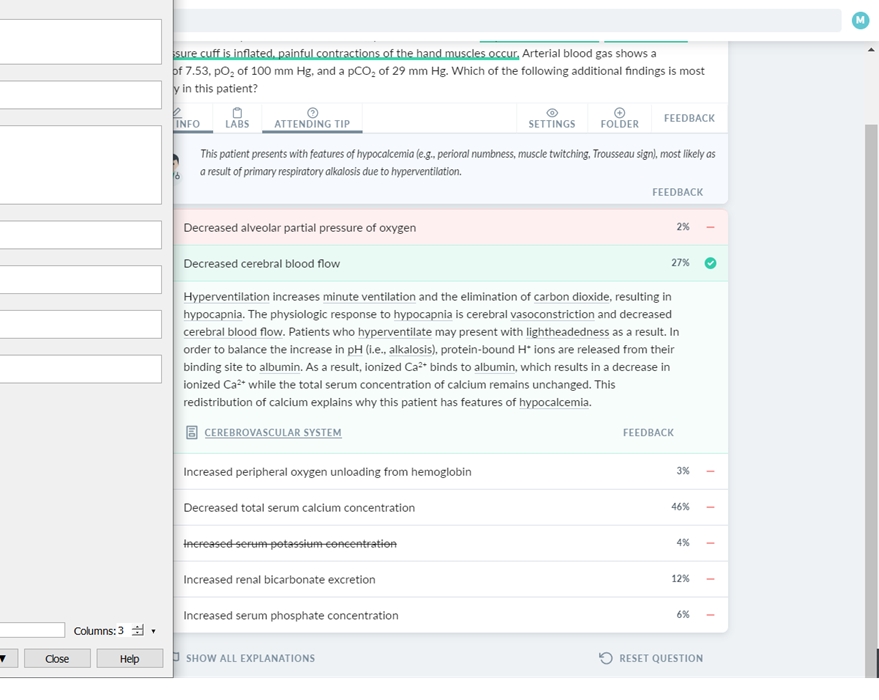 M
ssure cuff is inflated, painful contractions of the hand muscles occur. Arterial blood gas shows a
of 7.53, pO₂ of 100 mm Hg, and a pCO₂ of 29 mm Hg. Which of the following additional findings is most
y in this patient?
INFO LABS ATTENDING TIP SETTINGS FOLDER FEEDBACK
This patient presents with features of hypocalcemia (e.g., perioral numbness, muscle twitching, Trousseau sign), most likely as
a result of primary respiratory alkalosis due to hyperventilation.
FEEDBACK
Decreased alveolar partial pressure of oxygen 2%
Decreased cerebral blood flow 27%
Hyperventilation increases minute ventilation and the elimination of carbon dioxide, resulting in
hypocapnia. The physiologic response to hypocapnia is cerebral vasoconstriction and decreased
cerebral blood flow. Patients who hyperventilate may present with lightheadedness as a result. In
order to balance the increase in pH (i.e., alkalosis), protein-bound H⁺ ions are released from their
binding site to albumin. As a result, ionized Ca²⁺ binds to albumin, which results in a decrease in
ionized Ca²⁺ while the total serum concentration of calcium remains unchanged. This
redistribution of calcium explains why this patient has features of hypocalcemia.
CEREBROVASCULAR SYSTEM FEEDBACK
Increased peripheral oxygen unloading from hemoglobin 3%
Decreased total serum calcium concentration 46%
Increased serum potassium concentration 4%
Increased renal bicarbonate excretion 12%
Increased serum phosphate concentration 6%
Columns: 3
Close Help
SHOW ALL EXPLANATIONS RESET QUESTION